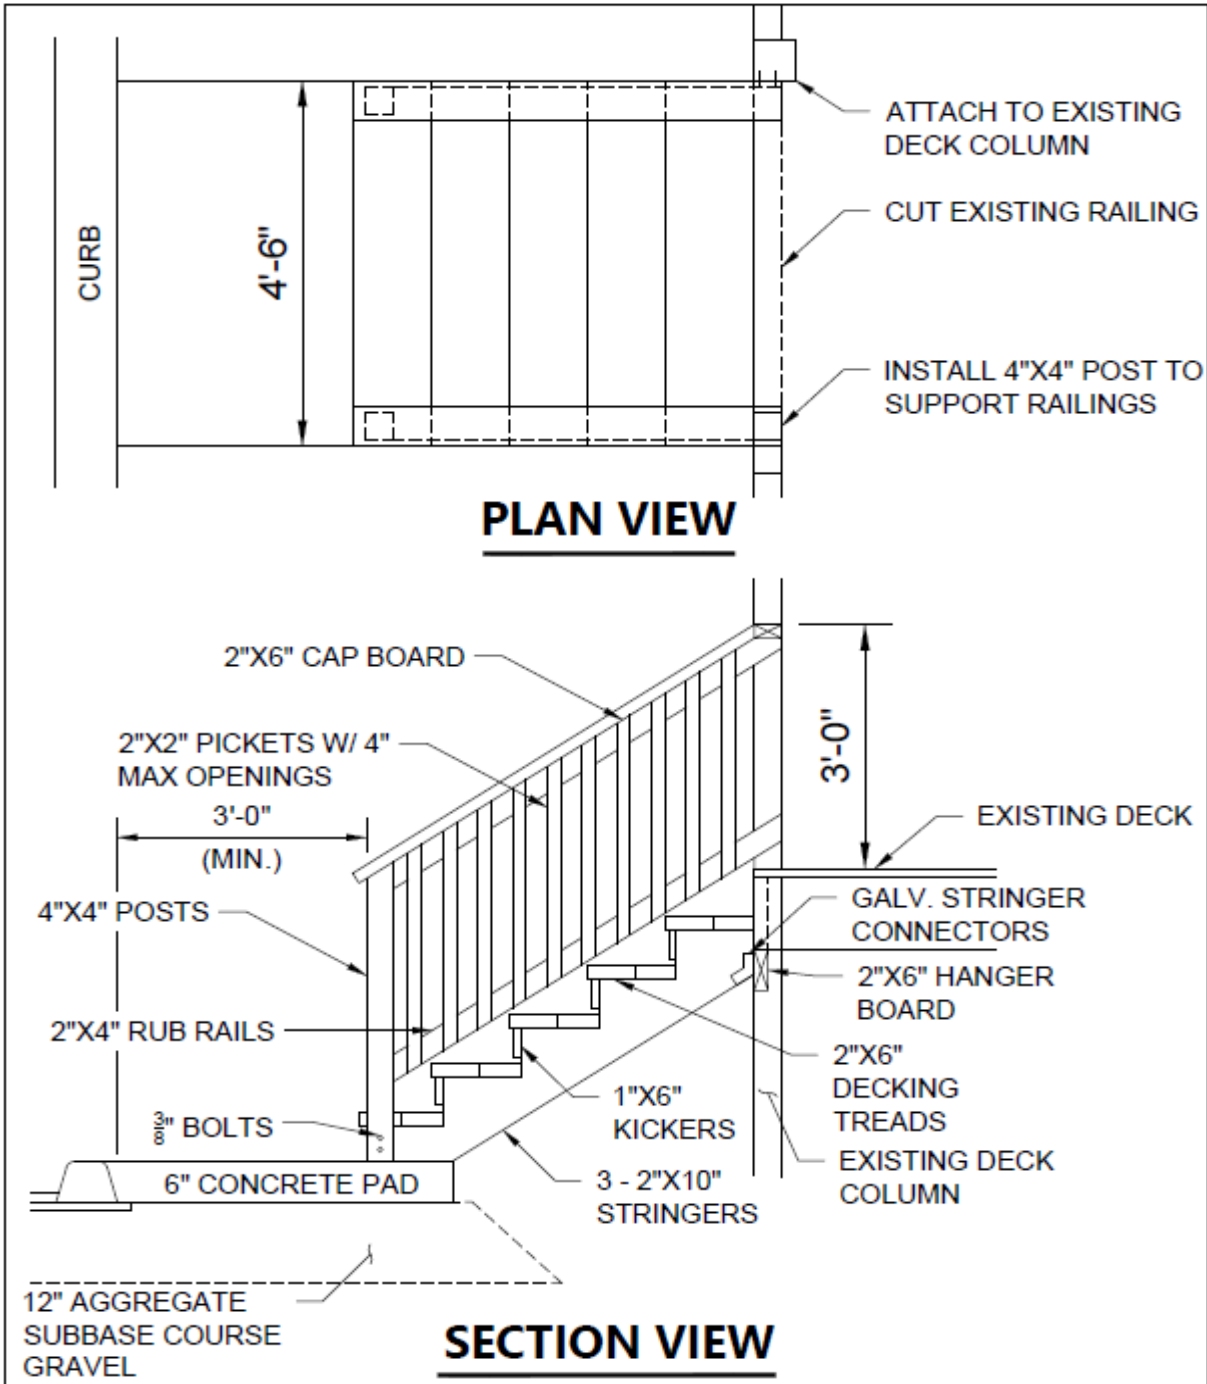 ATTACH TO EXISTING
DECK COLUMN
CUT EXISTING RAILING
CURB
4'-6"
INSTALL 4"X4" POST TO
SUPPORT RAILINGS
PLAN VIEW
2"X6" CAP BOARD
2"X2" PICKETS W/ 4"
MAX OPENINGS
3'-0"
(MIN.)
3'-0"
EXISTING DECK
4"X4" POSTS
GALV. STRINGER
CONNECTORS
2"X6" HANGER
BOARD
2"X4" RUB RAILS
2"X6"
DECKING
TREADS
1"X6"
KICKERS
3/8" BOLTS
EXISTING DECK
COLUMN
6" CONCRETE PAD
3 - 2"X10"
STRINGERS
12" AGGREGATE
SUBBASE COURSE
GRAVEL
SECTION VIEW